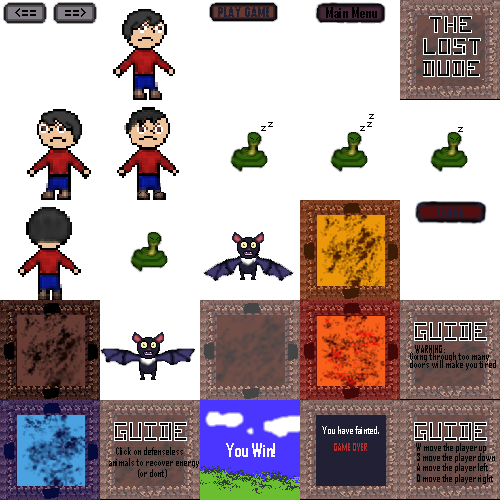 <== ==> PLAY GAME Main Menu
THE
LOST
DUDE
z z
z z z
z
GUIDE
WARNING:
Going through too many
doors will make you tired
GUIDE
Click on defenseless
animals to recover energy
(or dont)
You Win!
You have fainted.
GAME OVER
GUIDE
W move the player up
S move the player down
A move the player left
D move the player right